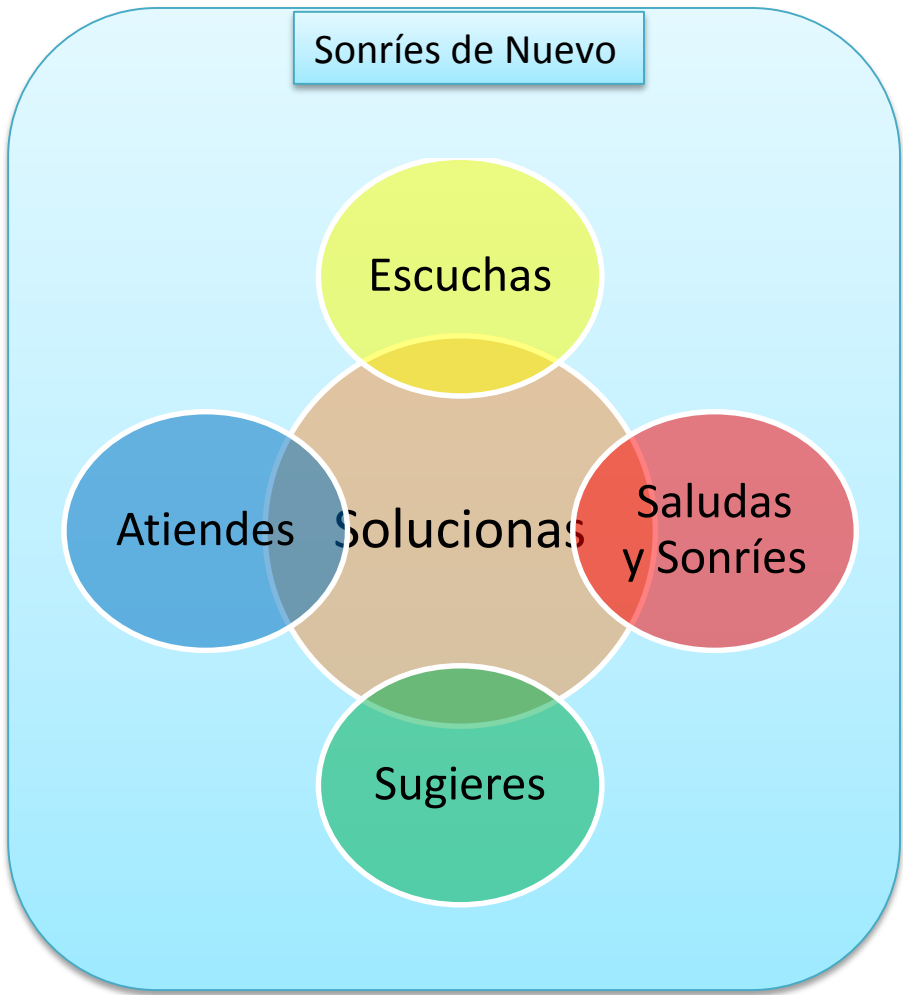 Sonríes de Nuevo
Escuchas
Atiendes
Solucionas
Saludas
y Sonríes
Sugieres